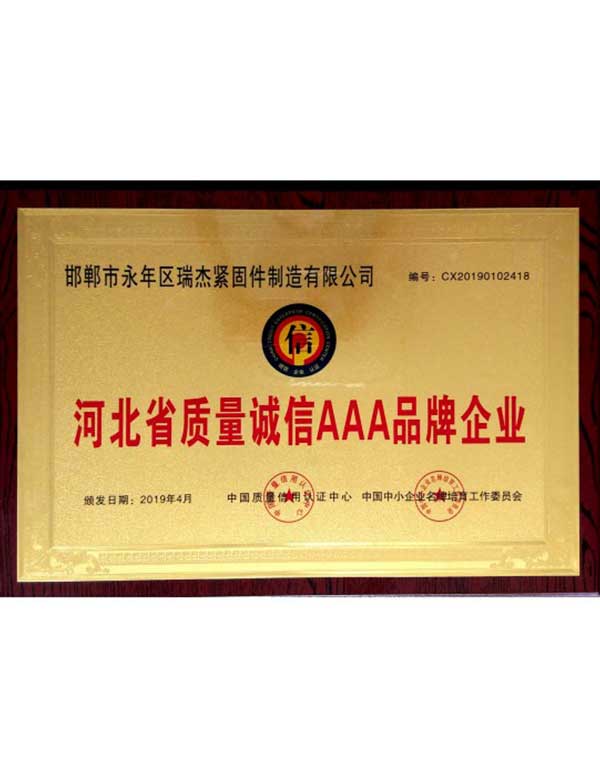 邯郸市永年区瑞杰紧固件制造有限公司
编号：CX20190102418
信
河北省质量诚信AAA品牌企业
颁发日期：2019年4月
中国质量信用认证中心
中国中小企业名牌培育工作委员会